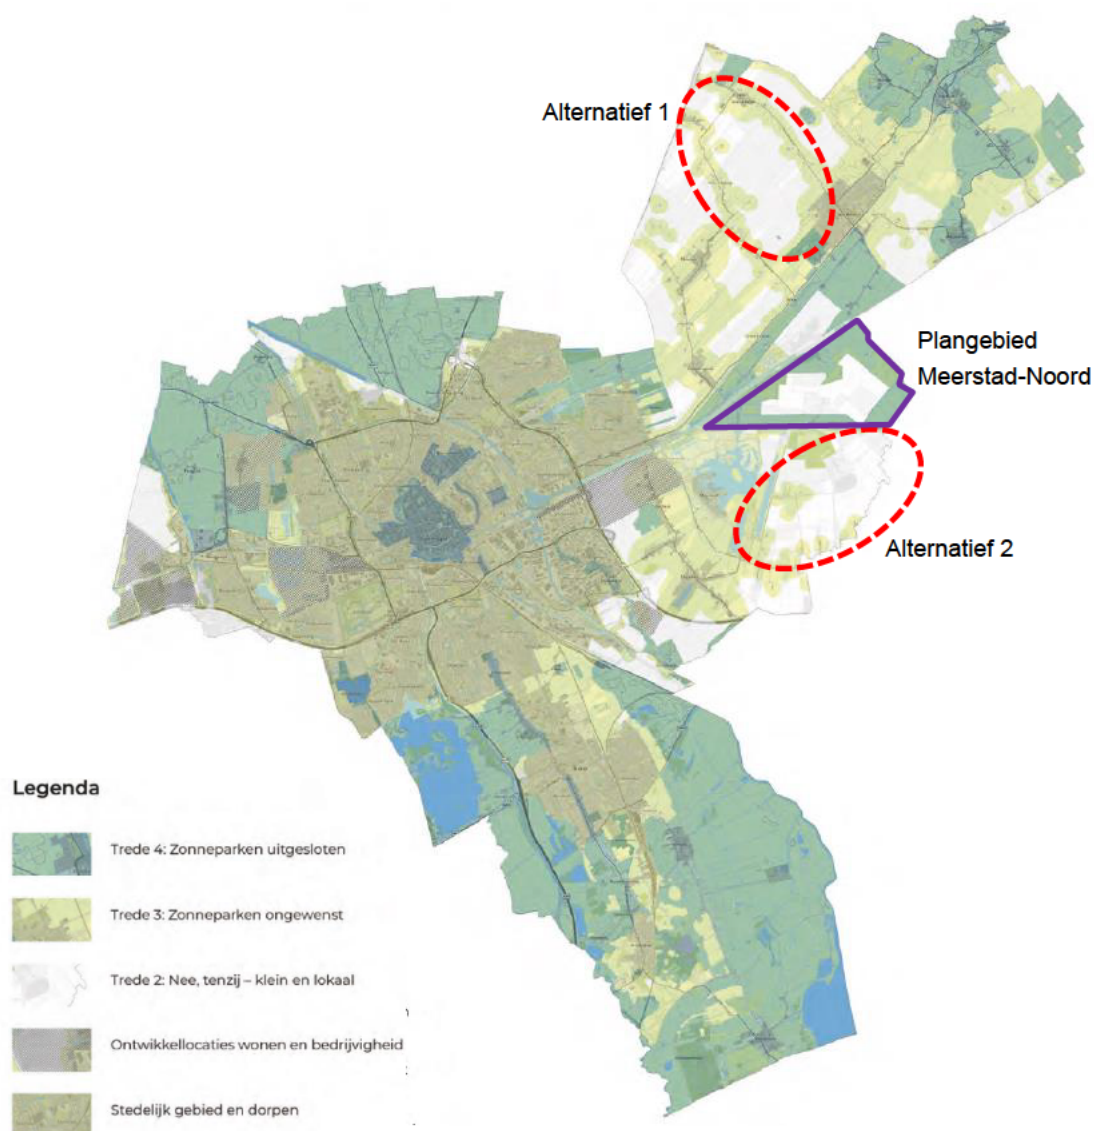 Alternatief 1
Plangebied
Meerstad-Noord
Alternatief 2
Legenda
Trede 4: Zonneparken uitgesloten
Trede 3: Zonneparken ongewenst
Trede 2: Nee, tenzij – klein en lokaal
Ontwikkellocaties wonen en bedrijvigheid
Stedelijk gebied en dorpen